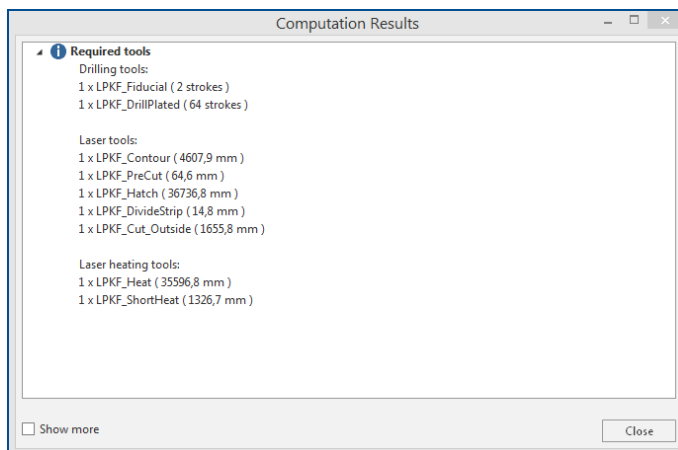 Computation Results
Required tools
Drilling tools:
1 x LPKF_Fiducial ( 2 strokes )
1 x LPKF_DrillPlated ( 64 strokes )
Laser tools:
1 x LPKF_Contour ( 4607,9 mm )
1 x LPKF_PreCut ( 64,6 mm )
1 x LPKF_Hatch ( 36736,8 mm )
1 x LPKF_DivideStrip ( 14,8 mm )
1 x LPKF_Cut_Outside ( 1655,8 mm )
Laser heating tools:
1 x LPKF_Heat ( 35596,8 mm )
1 x LPKF_ShortHeat ( 1326,7 mm )
Show more
Close